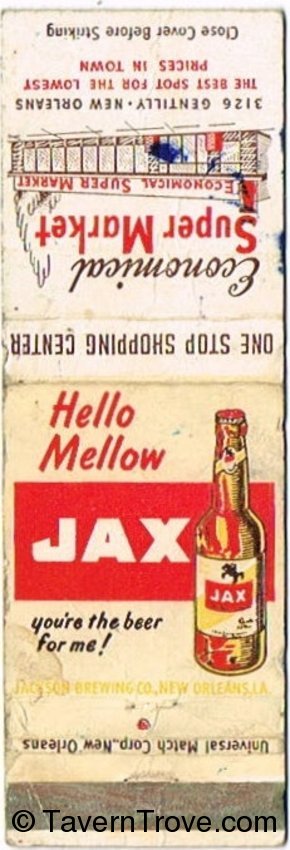 Close Cover Before Striking
3126 GENTILLY • NEW ORLEANS
THE BEST SPOT FOR THE LOWEST
PRICES IN TOWN
Economical
Super Market
ECONOMICAL SUPER MARKET
ONE STOP SHOPPING CENTER
Hello
Mellow
JAX
JAX
you're the beer
for me!
JACKSON BREWING CO., NEW ORLEANS, LA.
Universal Match Corp., New Orleans
© TavernTrove.com